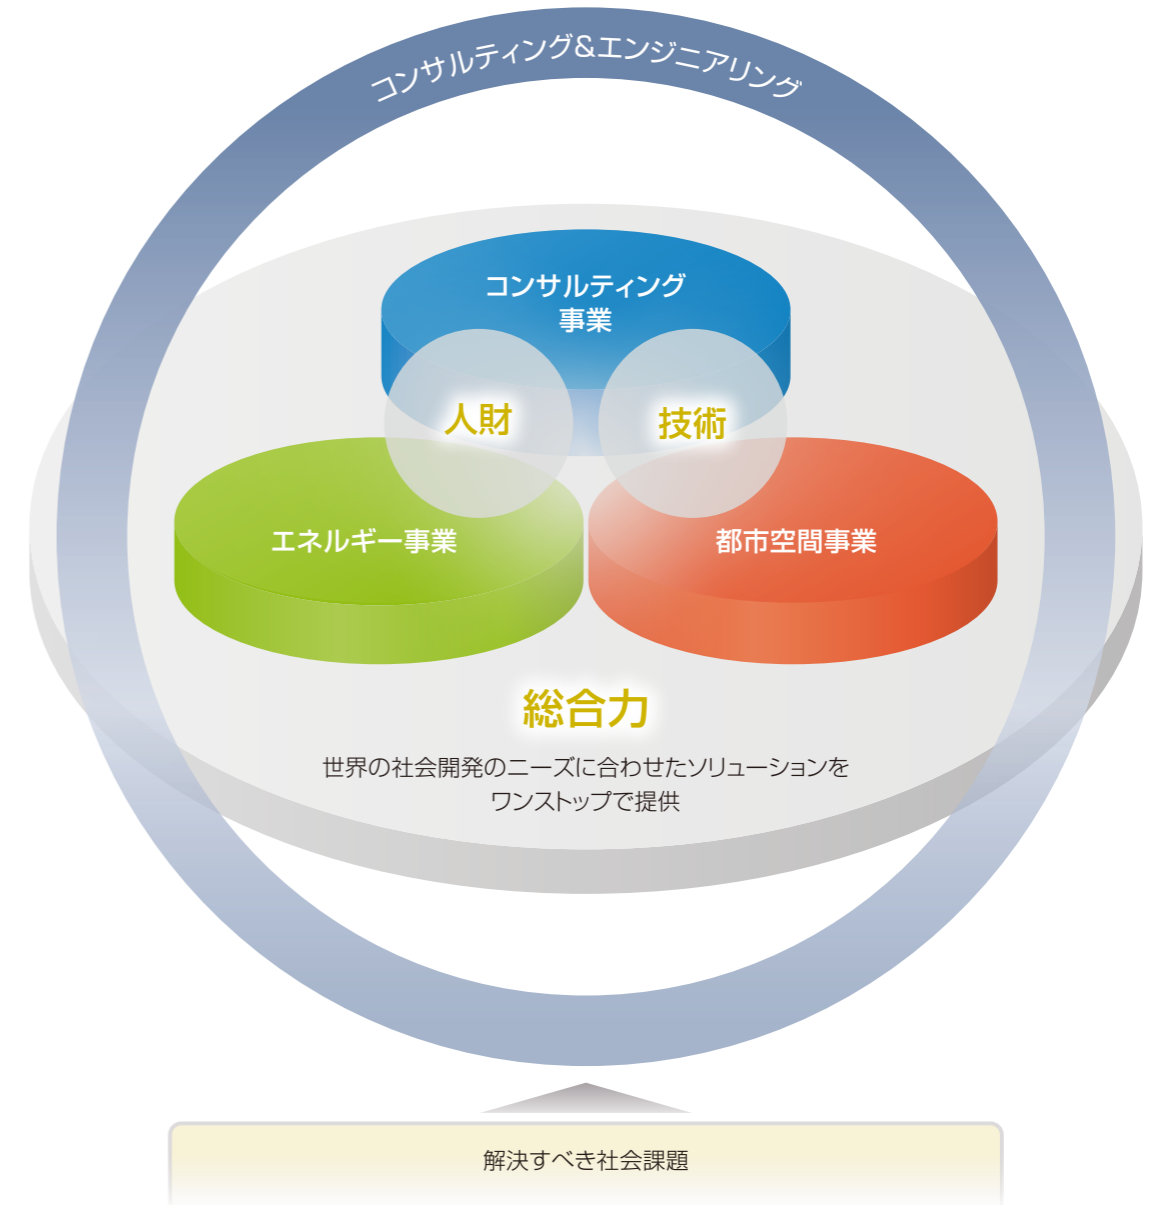 コンサルティング&エンジニアリング
コンサルティング
事業
人財
技術
エネルギー事業
都市空間事業
総合力
世界の社会開発のニーズに合わせたソリューションを
ワンストップで提供
解決すべき社会課題